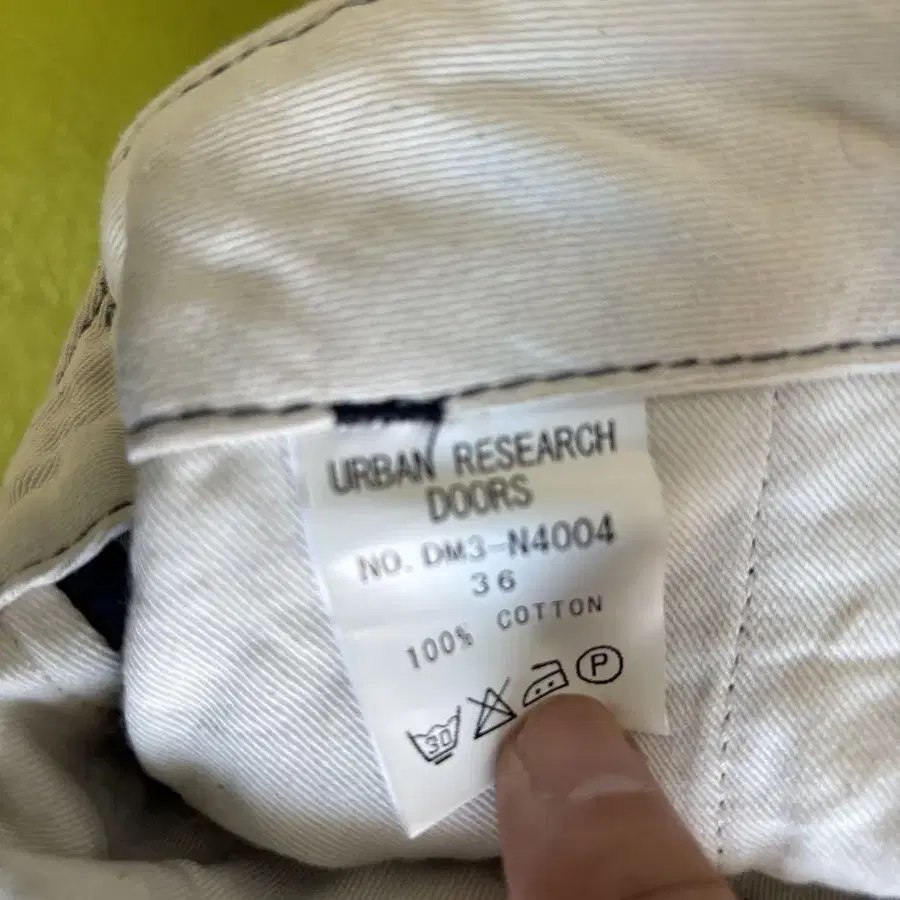 URBAN RESEARCH
DOORS
NO. DM3-N4004
36
100% COTTON
30 P